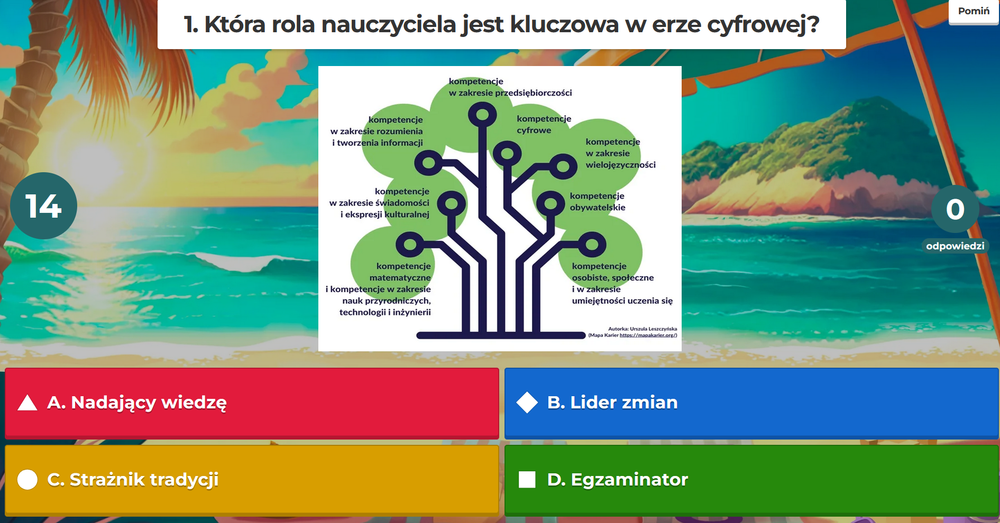 1. Która rola nauczyciela jest kluczowa w erze cyfrowej?
Pomiń
kompetencje
w zakresie przedsiębiorczości
kompetencje
w zakresie rozumienia
i tworzenia informacji
kompetencje
cyfrowe
kompetencje
w zakresie
wielojęzyczności
kompetencje
w zakresie świadomości
i ekspresji kulturalnej
kompetencje
obywatelskie
kompetencje
matematyczne
i kompetencje w zakresie
nauk przyrodniczych,
technologii i inżynierii
kompetencje
osobiste, społeczne
i w zakresie
umiejętności uczenia się
Autorka: Urszula Leszczyńska
(Mapa Karier https://mapakarier.org/)
14
0
odpowiedzi
A. Nadający wiedzę
B. Lider zmian
C. Strażnik tradycji
D. Egzaminator